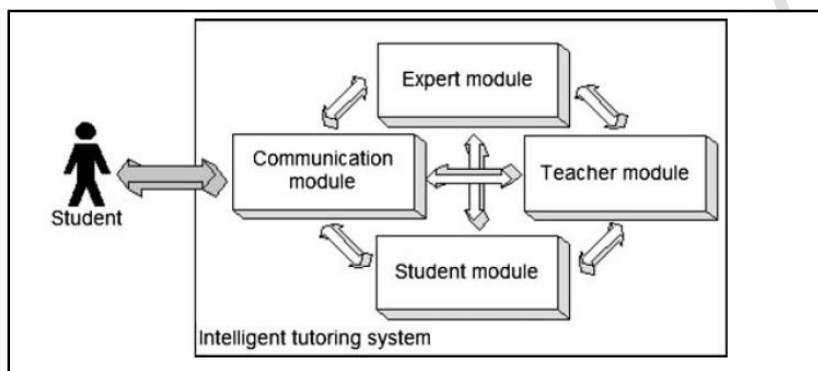 Expert module
Communication
module
Teacher module
Student
Student module
Intelligent tutoring system